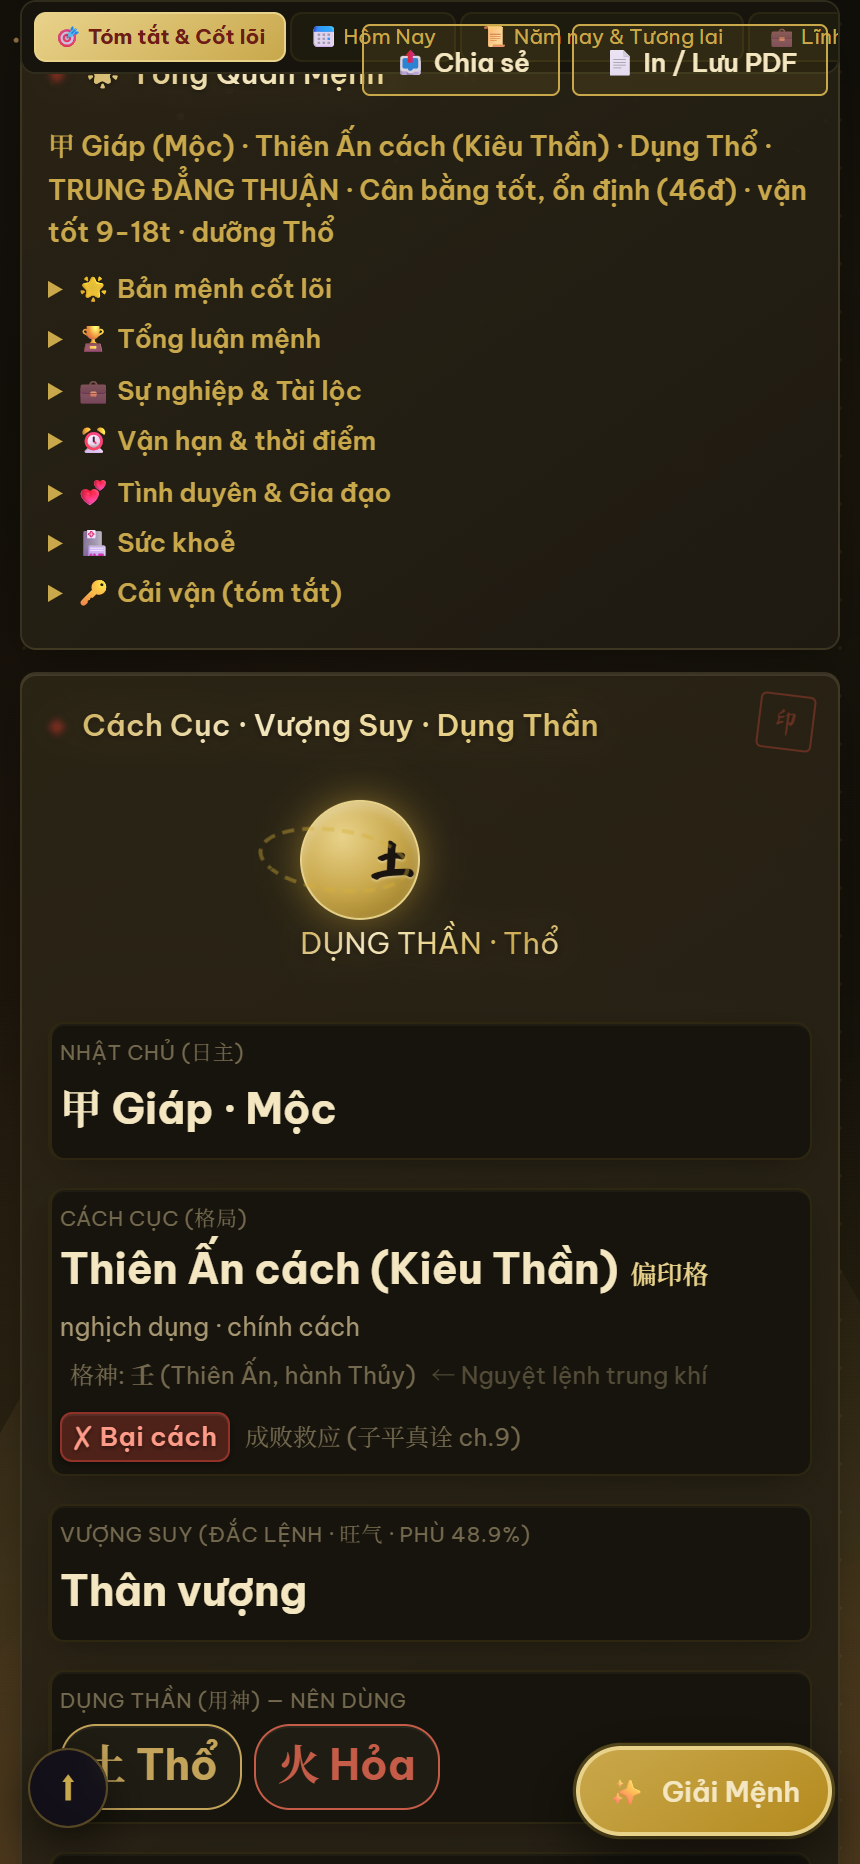 🎯 Tóm tắt & Cốt lõi
Hôm Nay
Năm nay & Tương lai
Lĩnh
Chia sẻ
In / Lưu PDF
Tổng Quan Mệnh
甲 Giáp (Mộc) · Thiên Ấn cách (Kiêu Thần) · Dụng Thổ ·
TRUNG ĐẲNG THUẬN · Cân bằng tốt, ổn định (46đ) · vận
tốt 9-18t · dưỡng Thổ
▶ 🌟 Bản mệnh cốt lõi
▶ 🏆 Tổng luận mệnh
▶ 💼 Sự nghiệp & Tài lộc
▶ ⏰ Vận hạn & thời điểm
▶ 💕 Tình duyên & Gia đạo
▶ 🏥 Sức khoẻ
▶ 🔑 Cải vận (tóm tắt)
Cách Cục · Vượng Suy · Dụng Thần
印
土
DỤNG THẦN · Thổ
NHẬT CHỦ (日主)
甲 Giáp · Mộc
CÁCH CỤC (格局)
Thiên Ấn cách (Kiêu Thần) 偏印格
nghịch dụng · chính cách
格神: 壬 (Thiên Ấn, hành Thủy) ← Nguyệt lệnh trung khí
✗ Bại cách 成败救应 (子平真诠 ch.9)
VƯỢNG SUY (ĐẮC LỆNH · 旺气 · PHÙ 48.9%)
Thân vượng
DỤNG THẦN (用神) — NÊN DÙNG
土 Thổ 火 Hỏa
⬆
✨ Giải Mệnh